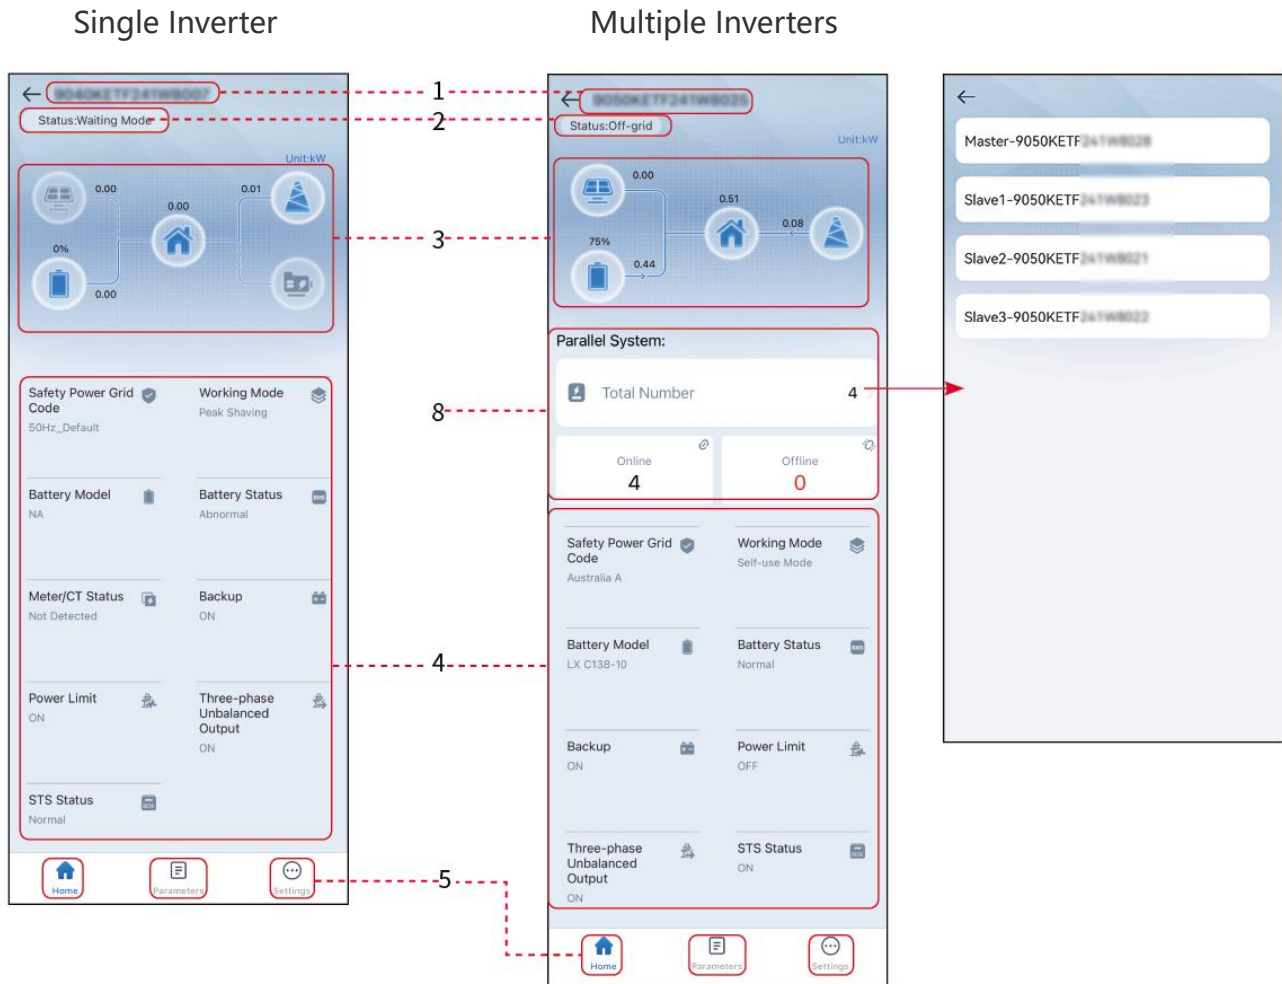 Single Inverter
Multiple Inverters
1
2
3
8
4
5
Status:Waiting Mode
Unit:kW
0.00
0.01
0.00
0%
0.00
Safety Power Grid
Code
50Hz_Default
Working Mode
Peak Shaving
Battery Model
NA
Battery Status
Abnormal
Meter/CT Status
Not Detected
Backup
ON
Power Limit
ON
Three-phase
Unbalanced
Output
ON
STS Status
Normal
Home
Parameters
Settings
Status:Off-grid
Unit:kW
0.00
0.51
0.08
75%
0.44
Parallel System:
Total Number
4
Online
4
Offline
0
Safety Power Grid
Code
Australia A
Working Mode
Self-use Mode
Battery Model
LX C138-10
Battery Status
Normal
Backup
ON
Power Limit
OFF
Three-phase
Unbalanced
Output
ON
STS Status
ON
Home
Parameters
Settings
Master-9050KETF
Slave1-9050KETF
Slave2-9050KETF
Slave3-9050KETF